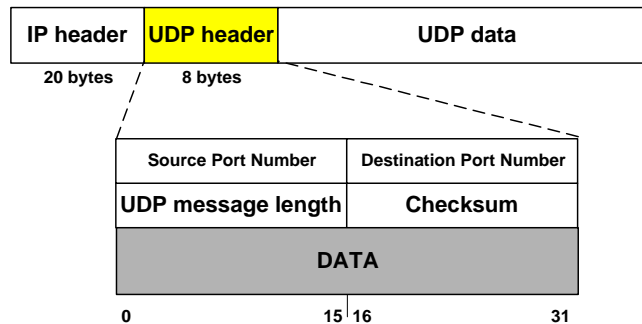 IP header UDP header UDP data
20 bytes 8 bytes
Source Port Number Destination Port Number
UDP message length Checksum
DATA
0 15 16 31